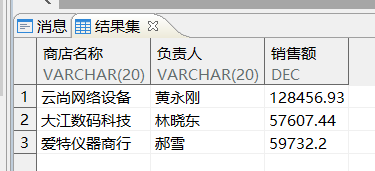 消息 结果集
商店名称 负责人 销售额
VARCHAR(20) VARCHAR(20) DEC
1 云尚网络设备 黄永刚 128456.93
2 大江数码科技 林晓东 57607.44
3 爱特仪器商行 郝雪 59732.2